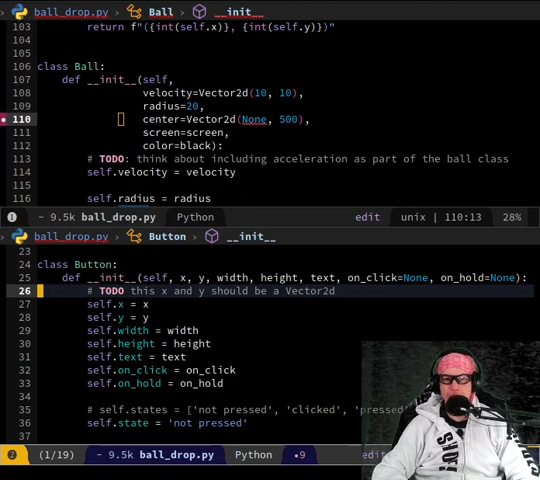 ball_drop.py › Ball › __init__
103 return f"({int(self.x)}, {int(self.y)})"
104
105
106 class Ball:
107 def __init__(self,
108 velocity=Vector2d(10, 10),
109 radius=20,
110 center=Vector2d(None, 500),
111 screen=screen,
112 color=black):
113 # TODO: think about including acceleration as part of the ball class
114 self.velocity = velocity
115
116 self.radius = radius
1 - 9.5k ball_drop.py Python edit unix | 110:13 28%
ball_drop.py › Button › __init__
23
24 class Button:
25 def __init__(self, x, y, width, height, text, on_click=None, on_hold=None):
26 # TODO this x and y should be a Vector2d
27 self.x = x
28 self.y = y
29 self.width = width
30 self.height = height
31 self.text = text
32 self.on_click = on_click
33 self.on_hold = on_hold
34
35 # self.states = ['not pressed', 'clicked', 'pressed'
36 self.state = 'not pressed'
37
2 (1/19) - 9.5k ball_drop.py Python •9 edit